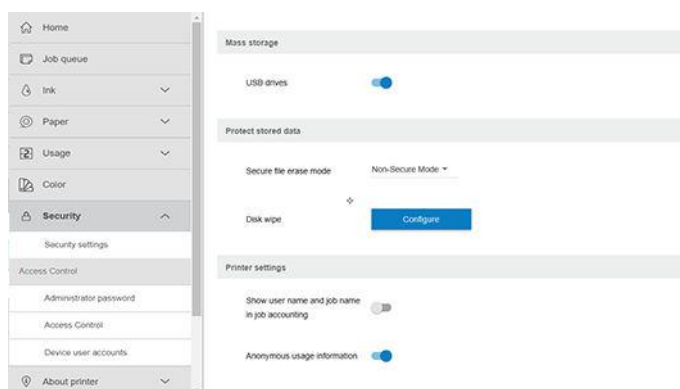 Home
Job queue
Ink
Paper
Usage
Color
Security
Security settings
Access Control
Administrator password
Access Control
Device user accounts
About printer
Mass storage
USB drives
Protect stored data
Secure file erase mode
Non-Secure Mode
Disk wipe
Configure
Printer settings
Show user name and job name
in job accounting
Anonymous usage information